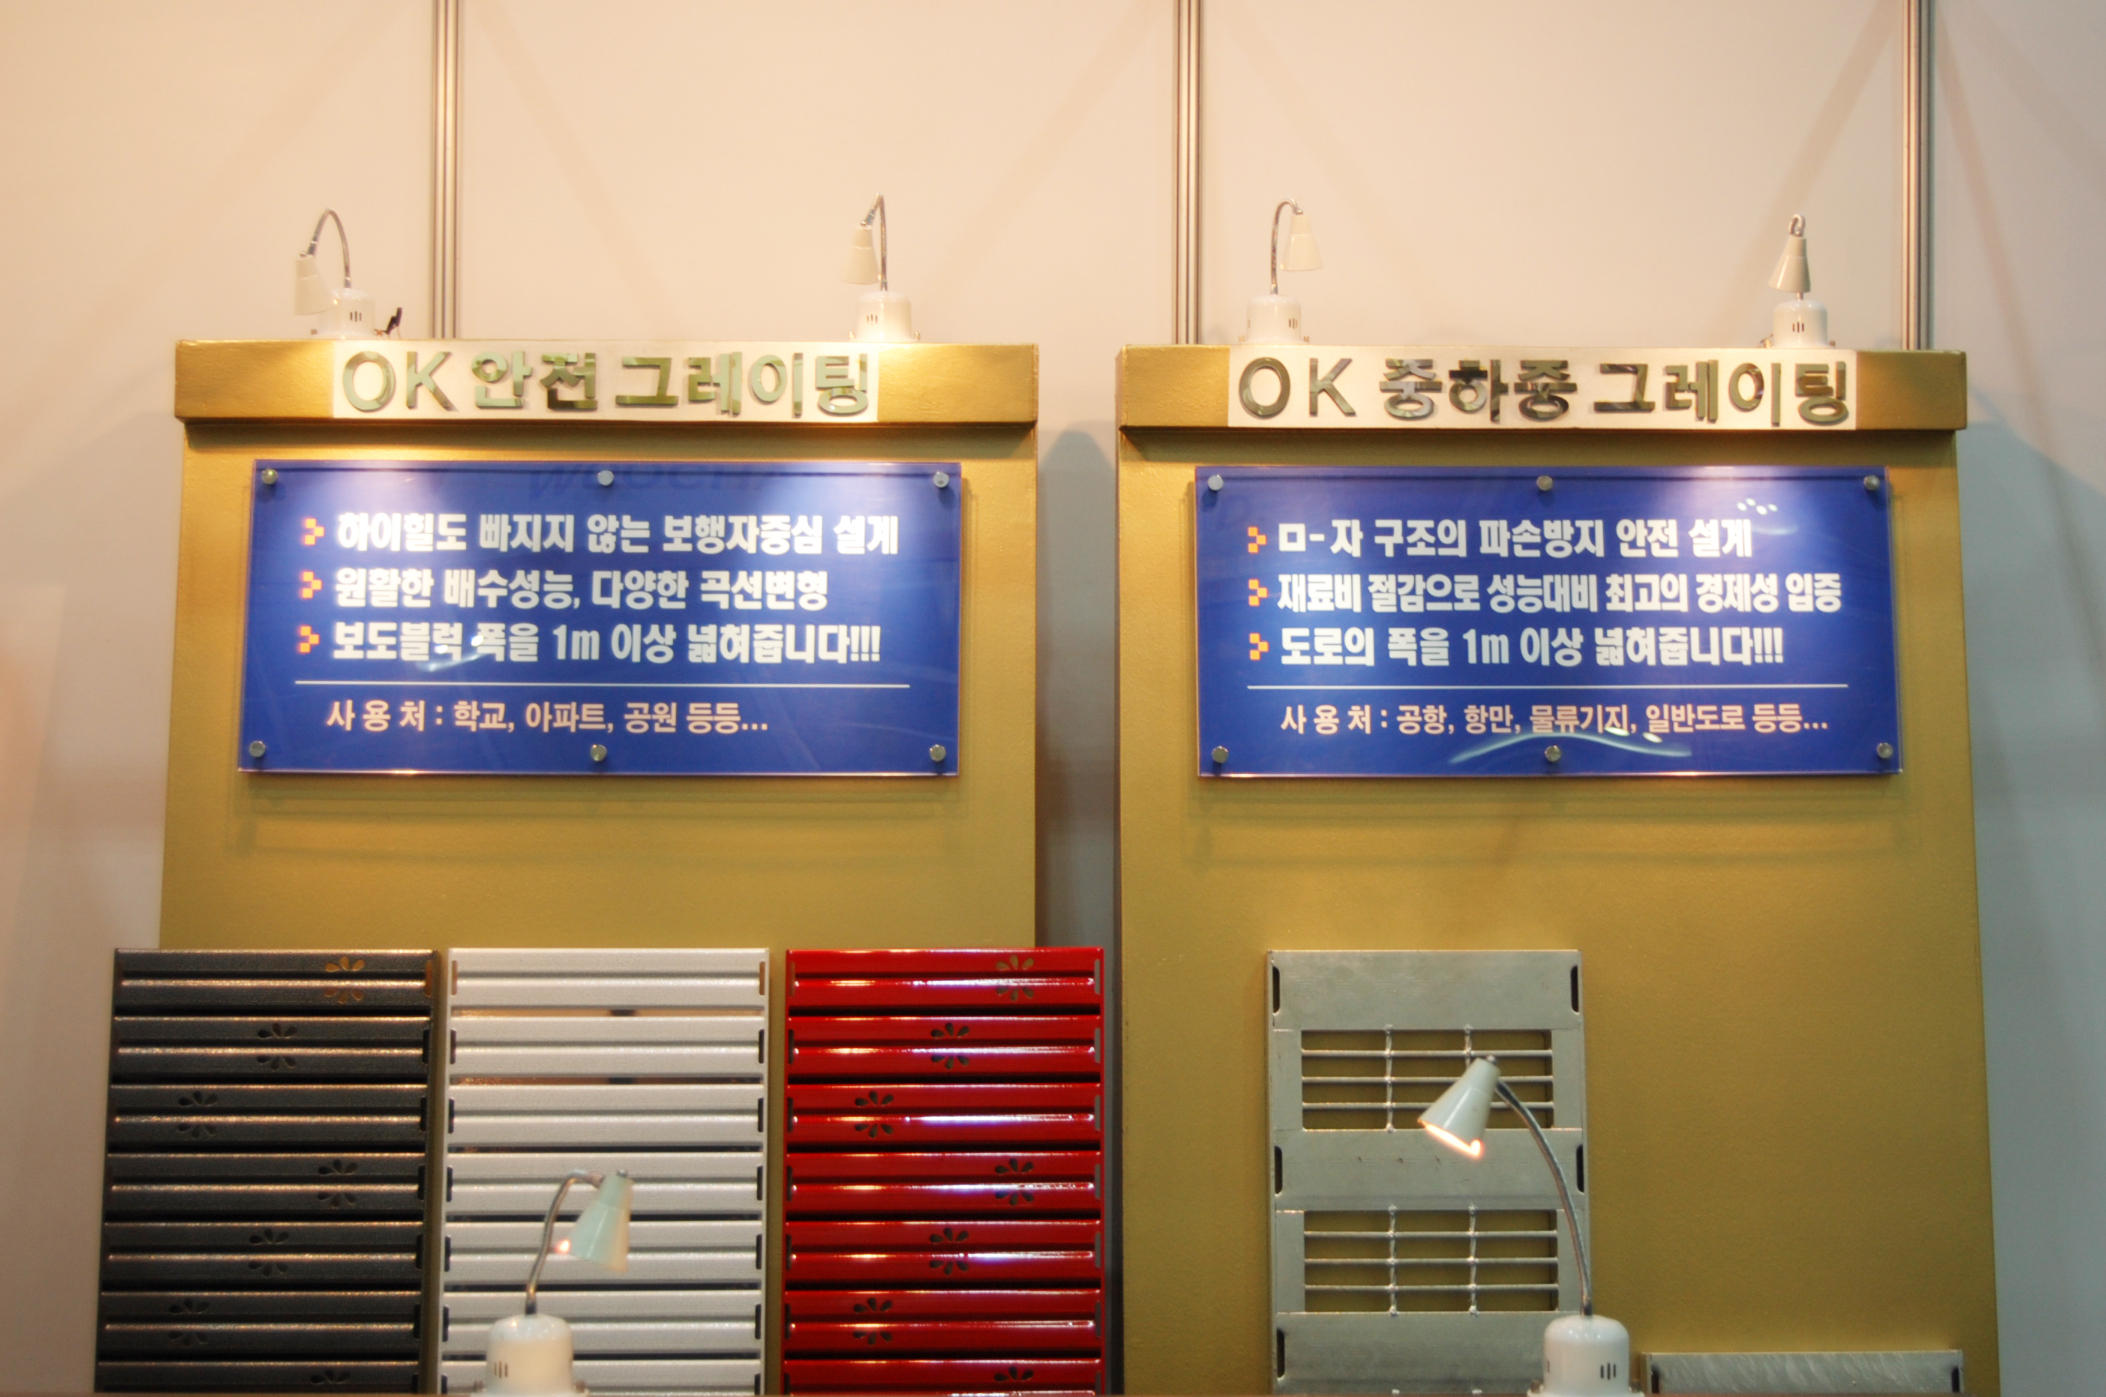 OK 안전 그레이팅
하이힐도 빠지지 않는 보행자중심 설계
원활한 배수성능, 다양한 곡선변형
보도블럭 폭을 1m 이상 넓혀줍니다!!!
사 용 처 : 학교, 아파트, 공원 등등...
OK 중하중 그레이팅
ㅁ-자 구조의 파손방지 안전 설계
재료비 절감으로 성능대비 최고의 경제성 입증
도로의 폭을 1m 이상 넓혀줍니다!!!
사 용 처 : 공항, 항만, 물류기지, 일반도로 등등...